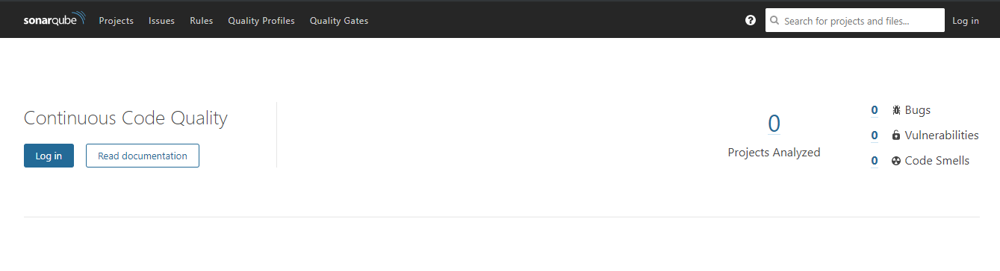 sonarqube Projects Issues Rules Quality Profiles Quality Gates ? Search for projects and files... Log in
Continuous Code Quality
Log in Read documentation
0
Projects Analyzed
0 Bugs
0 Vulnerabilities
0 Code Smells